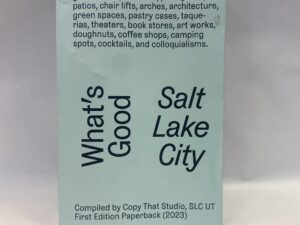 patios, chair lifts, arches, architecture,
green spaces, pastry cases, taque-
rias, theaters, book stores, art works,
doughnuts, coffee shops, camping
spots, cocktails, and colloquialisms.
What's
Good
Salt
Lake
City
Compiled by Copy That Studio, SLC UT
First Edition Paperback (2023)